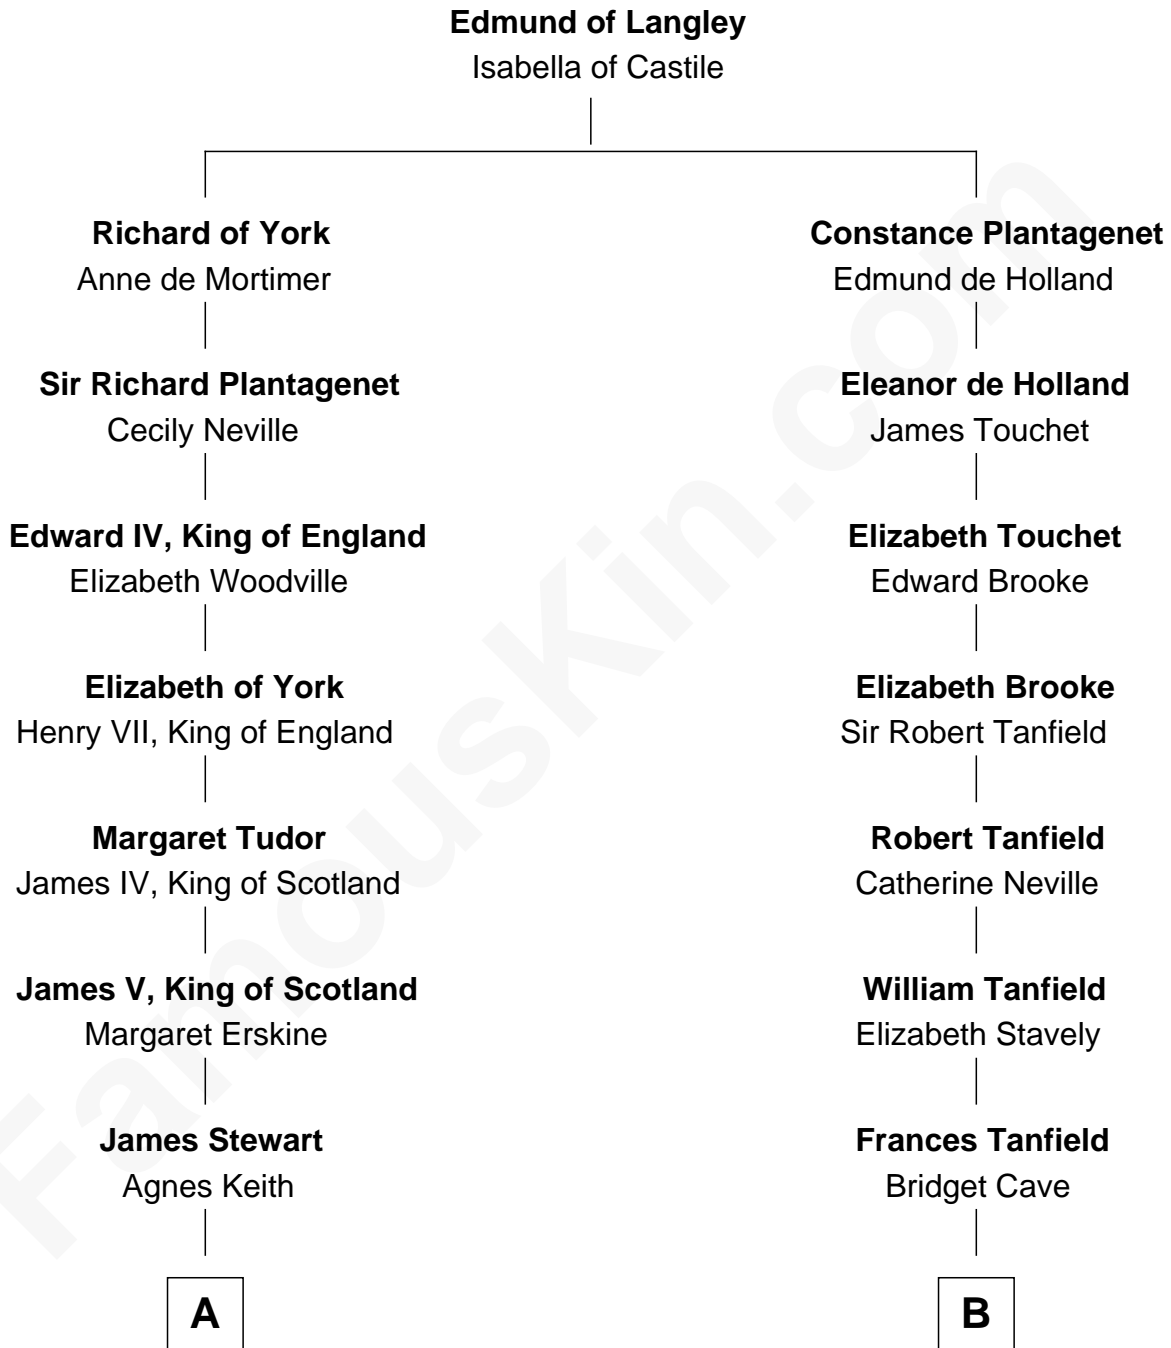 Edmund of Langley
Isabella of Castile
Richard of York
Anne de Mortimer
Constance Plantagenet
Edmund de Holland
Sir Richard Plantagenet
Cecily Neville
Eleanor de Holland
James Touchet
Edward IV, King of England
Elizabeth Woodville
Elizabeth Touchet
Edward Brooke
Elizabeth of York
Henry VII, King of England
Elizabeth Brooke
Sir Robert Tanfield
Margaret Tudor
James IV, King of Scotland
Robert Tanfield
Catherine Neville
James V, King of Scotland
Margaret Erskine
William Tanfield
Elizabeth Stavely
James Stewart
Agnes Keith
Frances Tanfield
Bridget Cave
A
B
FamousKin.com